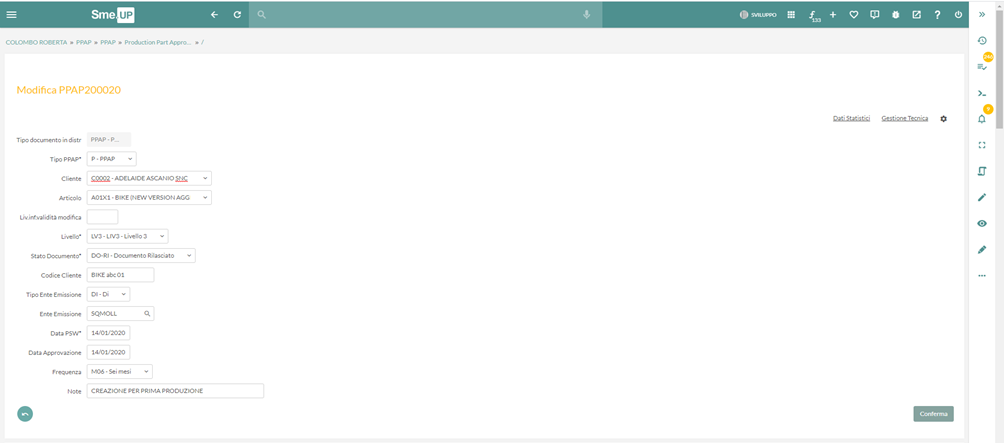 Sme.UP
SVILUPPO
133
COLOMBO ROBERTA » PPAP » PPAP » Production Part Appro... » /
Modifica PPAP200020
Dati Statistici Gestione Tecnica
Tipo documento in distr PPAP - P...
Tipo PPAP* P - PPAP
Cliente C0002 - ADELAIDE ASCANIO SNC
Articolo A01X1 - BIKE (NEW VERSION AGG
Liv.inf.validità modifica
Livello* LV3 - LIV3 - Livello 3
Stato Documento* DO-RI - Documento Rilasciato
Codice Cliente BIKE abc 01
Tipo Ente Emissione DI - Di
Ente Emissione SQMOLL
Data PSW* 14/01/2020
Data Approvazione 14/01/2020
Frequenza M06 - Sei mesi
Note CREAZIONE PER PRIMA PRODUZIONE
Conferma